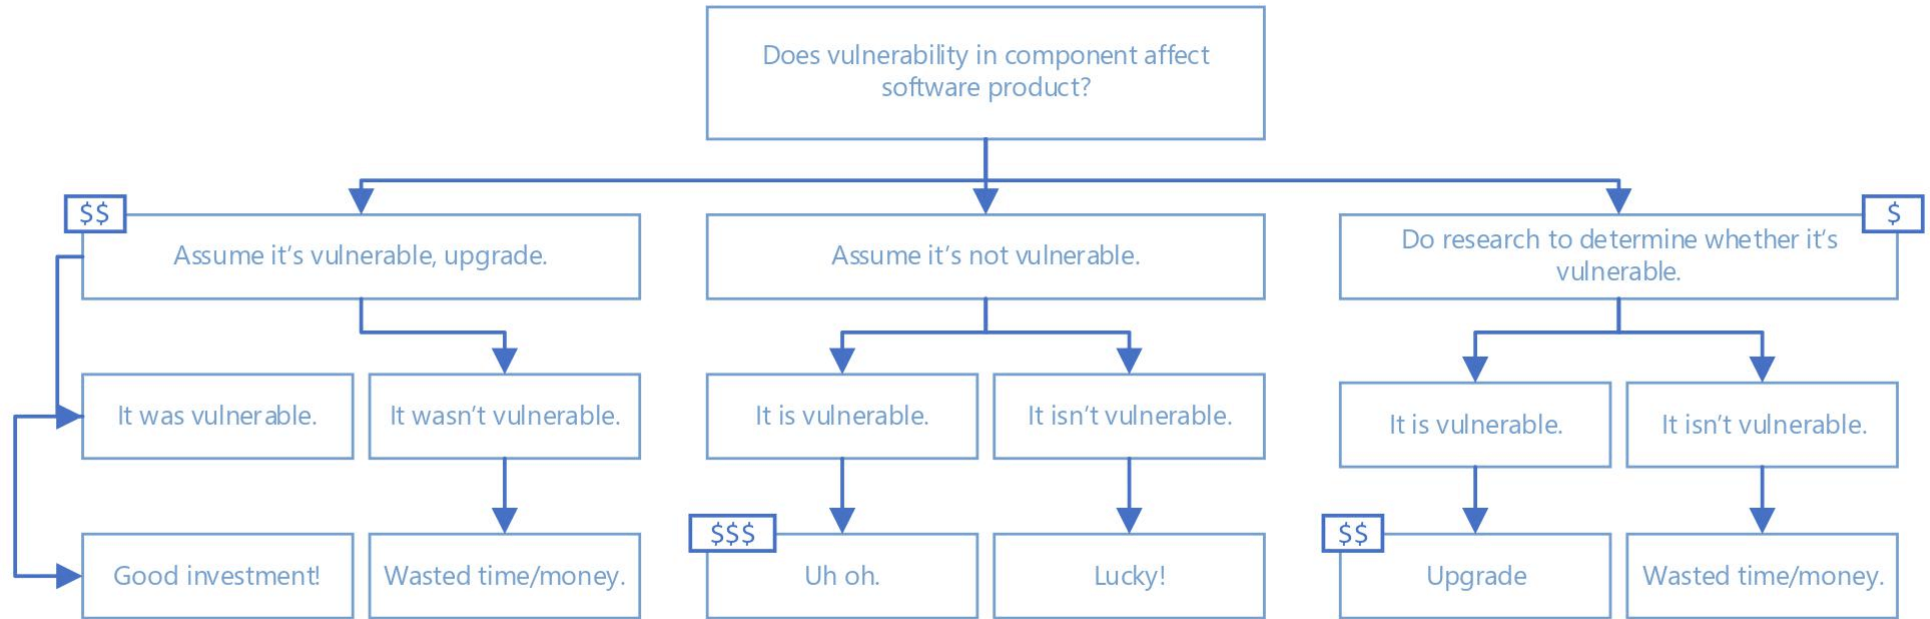 Does vulnerability in component affect
software product?
$$
Assume it's vulnerable, upgrade.
Assume it's not vulnerable.
$
Do research to determine whether it's
vulnerable.
It was vulnerable.
It wasn't vulnerable.
It is vulnerable.
It isn't vulnerable.
It is vulnerable.
It isn't vulnerable.
Good investment!
Wasted time/money.
$$$
Uh oh.
Lucky!
$$
Upgrade
Wasted time/money.